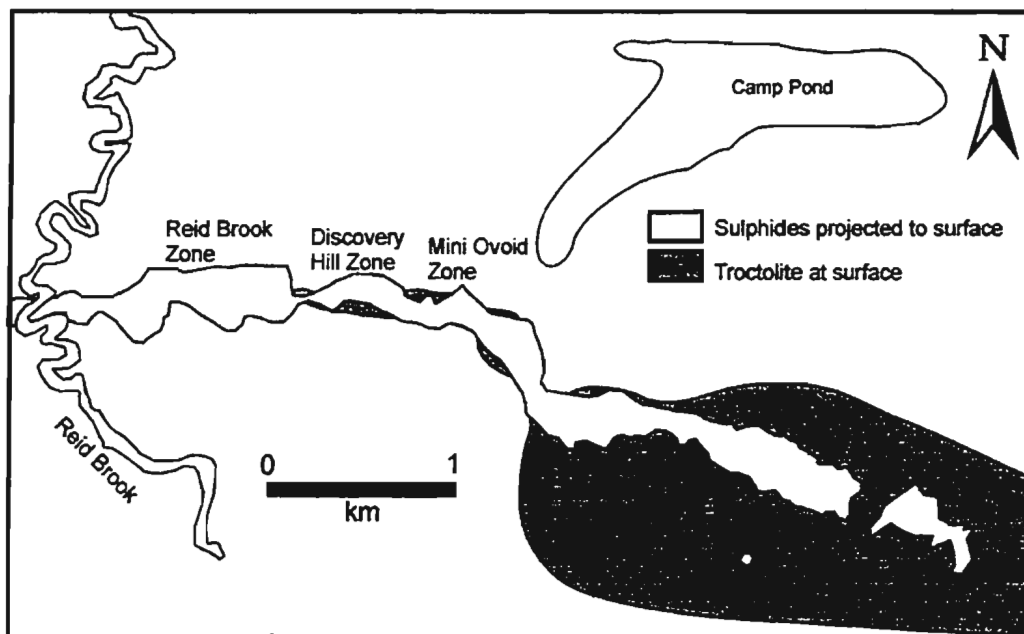 N
Camp Pond
Reid Brook
Zone
Discovery
Hill Zone
Mini Ovoid
Zone
Sulphides projected to surface
Troctolite at surface
Reid Brook
0 1
km